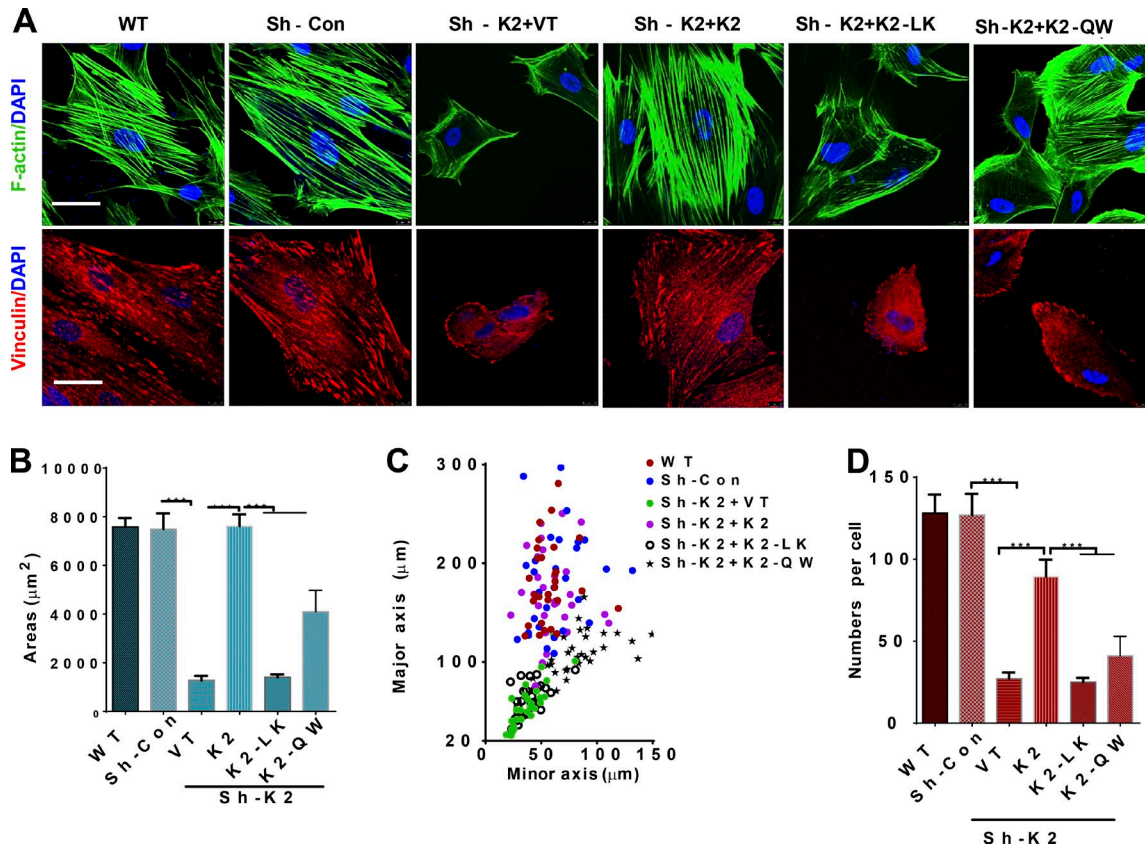 A
WT
Sh - Con
Sh - K2+VT
Sh - K2+K2
Sh - K2+K2-LK
Sh-K2+K2-QW
F-actin/DAPI
Vinculin/DAPI
B
Areas (μm²)
10000
8000
6000
4000
2000
0
***
***
***
WT
Sh-Con
VT
K2
K2-LK
K2-QW
Sh-K2
C
Major axis (μm)
300
200
100
20
0
50
100
150
Minor axis(μm)
WT
Sh-Con
Sh-K2+VT
Sh-K2+K2
Sh-K2+K2-LK
Sh-K2+K2-QW
D
Numbers per cell
150
100
50
0
***
***
***
WT
Sh-Con
VT
K2
K2-LK
K2-QW
Sh-K2